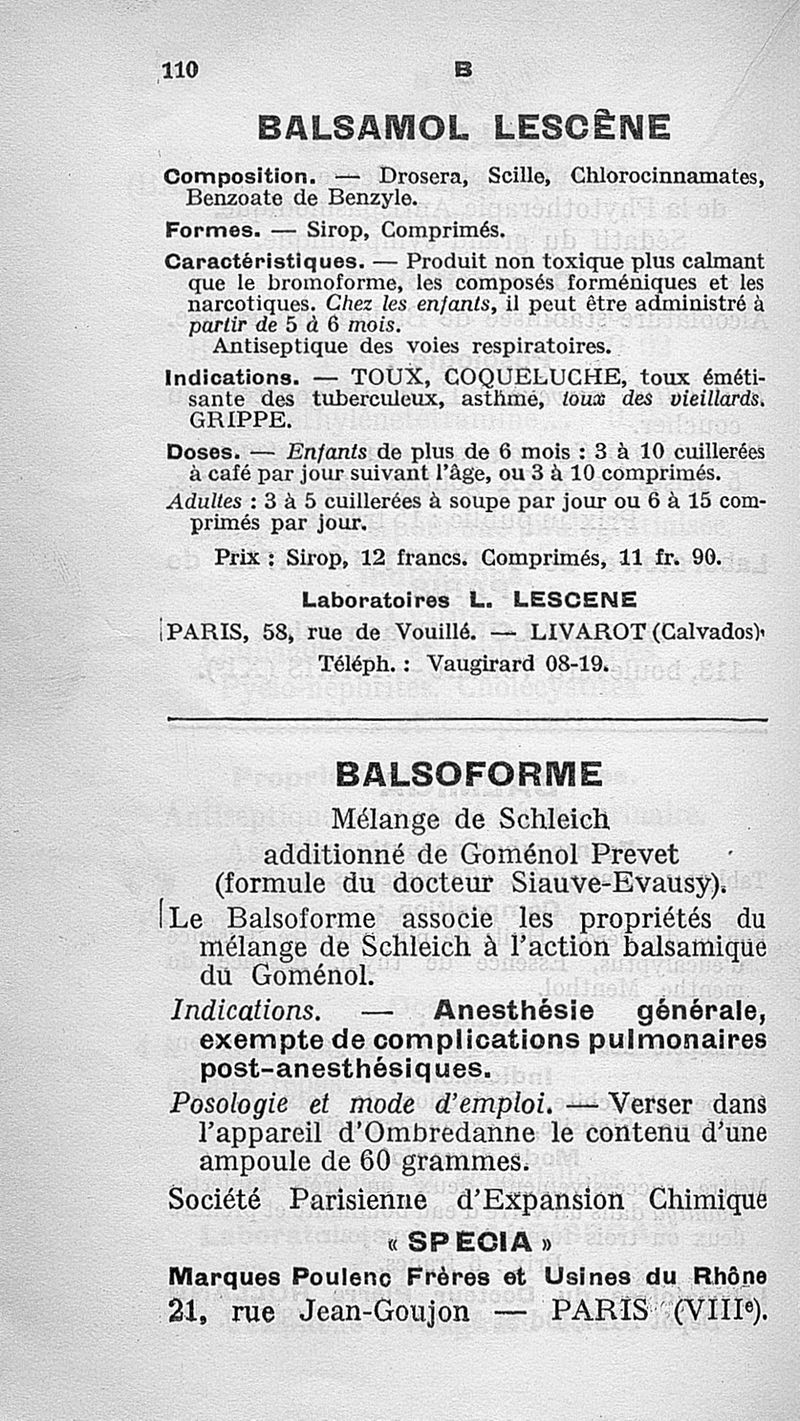 110
B
BALSAMOL LESCÈNE
Composition. — Drosera, Scille, Chlorocinnamates,
Benzoate de Benzyle.
Formes. — Sirop, Comprimés.
Caractéristiques. — Produit non toxique plus calmant
que le bromoforme, les composés forméniques et les
narcotiques. Chez les enfants, il peut être administré à
partir de 5 à 6 mois.
Antiseptique des voies respiratoires.
Indications. — TOUX, COQUELUCHE, toux éméti-
sante des tuberculeux, asthme, toux des vieillards.
GRIPPE.
Doses. — Enfants de plus de 6 mois : 3 à 10 cuillerées
à café par jour suivant l'âge, ou 3 à 10 comprimés.
Adultes : 3 à 5 cuillerées à soupe par jour ou 6 à 15 com-
primés par jour.
Prix : Sirop, 12 francs. Comprimés, 11 fr. 90.
Laboratoires L. LESCENE
PARIS, 58, rue de Vouillé. — LIVAROT (Calvados)
Téléph. : Vaugirard 08-19.
BALSOFORME
Mélange de Schleich
additionné de Goménol Prevet
(formule du docteur Siauve-Evausy).
Le Balsoforme associe les propriétés du
mélange de Schleich à l'action balsamique
du Goménol.
Indications. — Anesthésie générale,
exempte de complications pulmonaires
post-anesthésiques.
Posologie et mode d'emploi. — Verser dans
l'appareil d'Ombredanne le contenu d'une
ampoule de 60 grammes.
Société Parisienne d'Expansion Chimique
« SPECIA »
Marques Poulenc Frères et Usines du Rhône
21, rue Jean-Goujon — PARIS (VIIIe).